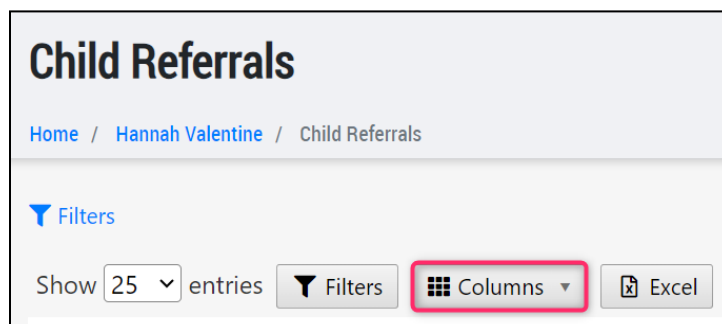 Child Referrals
Home / Hannah Valentine / Child Referrals
Filters
Show 25 entries Filters Columns Excel